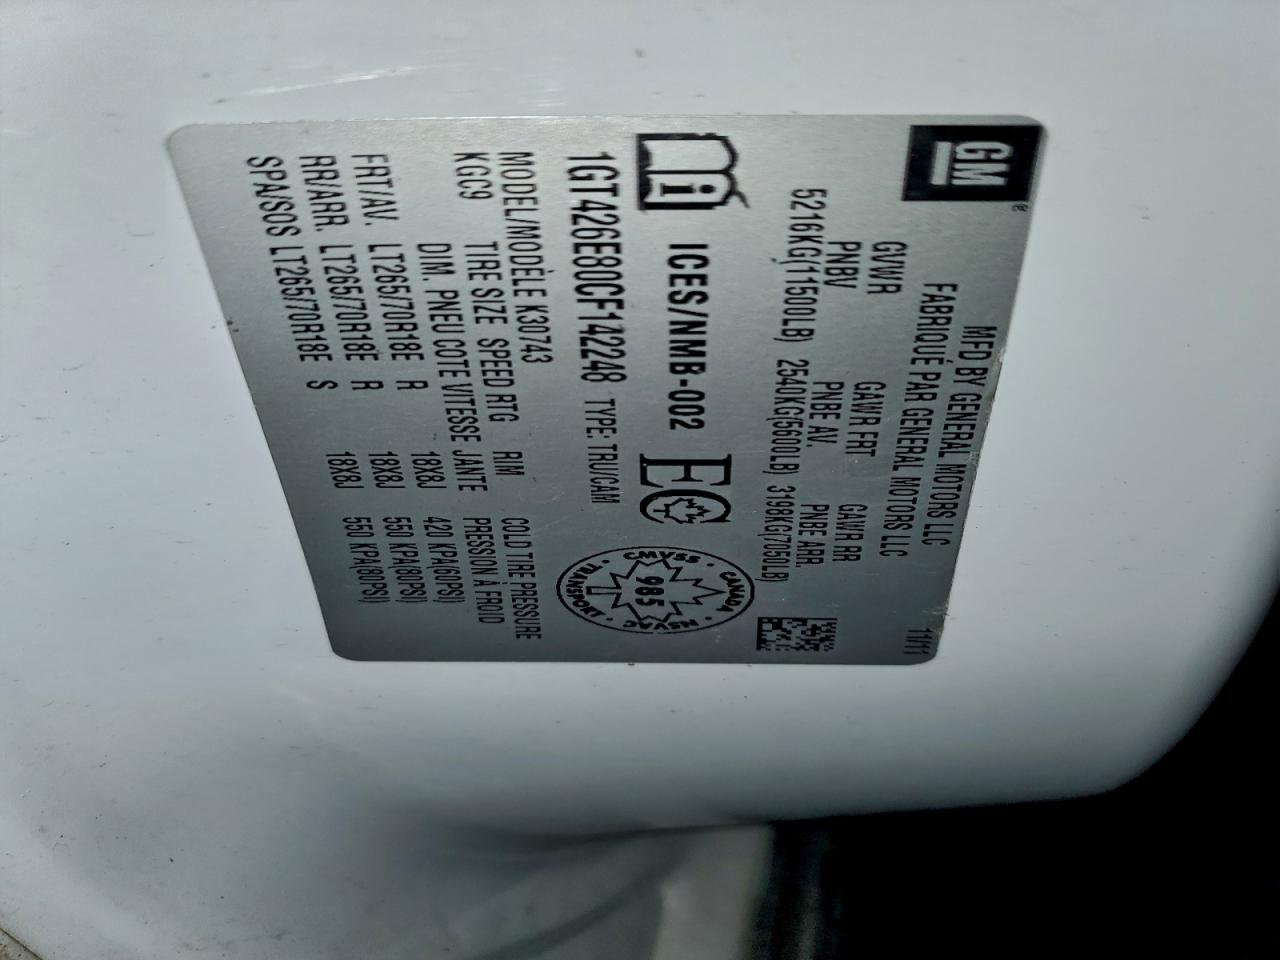 GM
MFD BY GENERAL MOTORS LLC
FABRIQUÉ PAR GENERAL MOTORS LLC
11/11
GVWR GAWR FRT GAWR RR
PNBV PNBE AV. PNBE ARR.
5216KG(11500LB) 2540KG(5600LB) 3198KG(7050LB)
i ICES/NMB-002 EC
CANADA · CMVSS · TRANSPORT · NSVAC ·
985
1GT426E80CF142248 TYPE: TRU/CAM
MODEL/MODÈLE K30743
KGC9
TIRE SIZE SPEED RTG RIM COLD TIRE PRESSURE
DIM. PNEU COTE VITESSE JANTE PRESSION À FROID
FRT/AV. LT265/70R18E R 18X8J 420 KPA(60PSI)
RR/ARR. LT265/70R18E R 18X8J 550 KPA(80PSI)
SPA/SOS LT265/70R18E S 18X8J 550 KPA(80PSI)